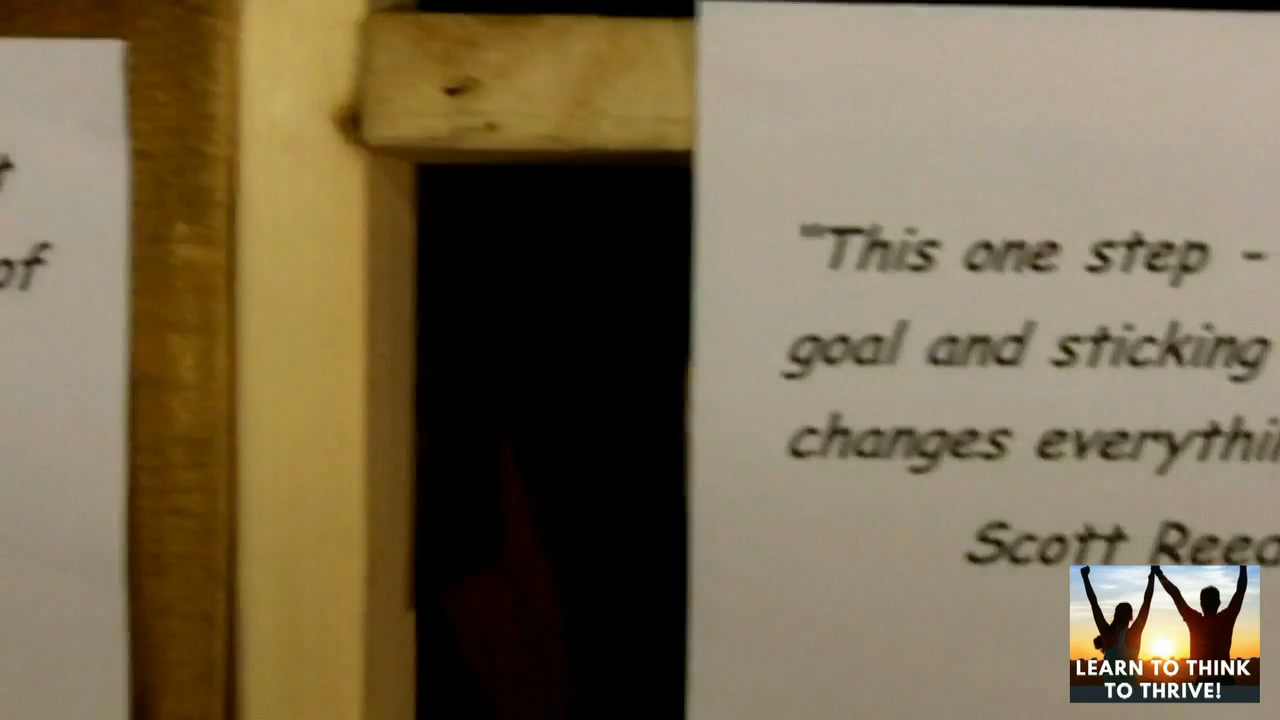 of
"This one step -
goal and sticking
changes everythi
Scott Reed
LEARN TO THINK
TO THRIVE!